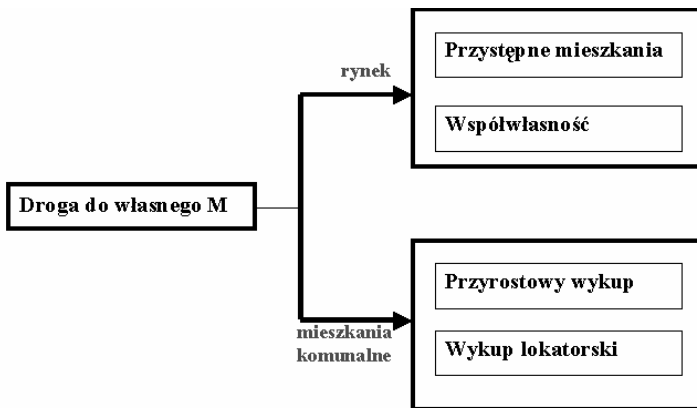 rynek
Przystępne mieszkania
Współwłasność
Droga do własnego M
Przyrostowy wykup
mieszkania
komunalne
Wykup lokatorski